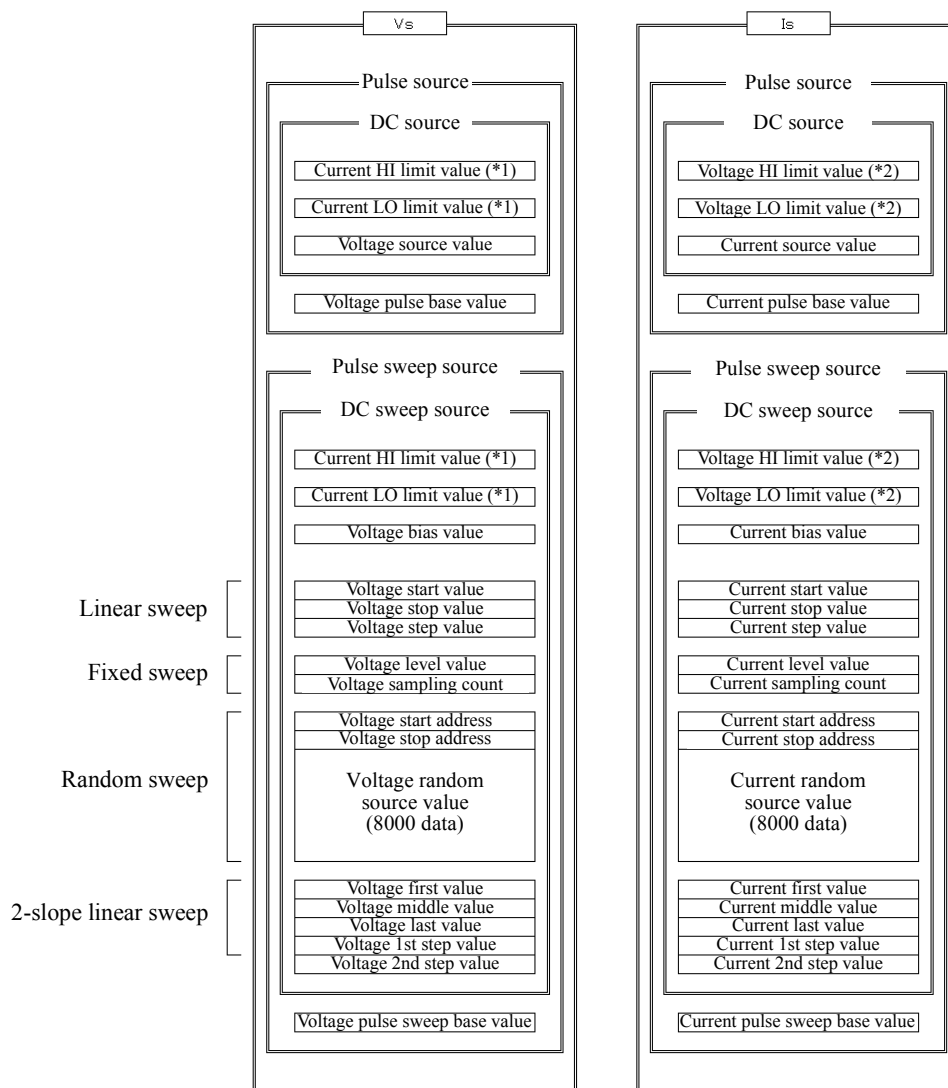 Vs
Pulse source
DC source
Current HI limit value (*1)
Current LO limit value (*1)
Voltage source value
Voltage pulse base value
Pulse sweep source
DC sweep source
Current HI limit value (*1)
Current LO limit value (*1)
Voltage bias value
Linear sweep
Voltage start value
Voltage stop value
Voltage step value
Fixed sweep
Voltage level value
Voltage sampling count
Random sweep
Voltage start address
Voltage stop address
Voltage random
source value
(8000 data)
2-slope linear sweep
Voltage first value
Voltage middle value
Voltage last value
Voltage 1st step value
Voltage 2nd step value
Voltage pulse sweep base value
Is
Pulse source
DC source
Voltage HI limit value (*2)
Voltage LO limit value (*2)
Current source value
Current pulse base value
Pulse sweep source
DC sweep source
Voltage HI limit value (*2)
Voltage LO limit value (*2)
Current bias value
Current start value
Current stop value
Current step value
Current level value
Current sampling count
Current start address
Current stop address
Current random
source value
(8000 data)
Current first value
Current middle value
Current last value
Current 1st step value
Current 2nd step value
Current pulse sweep base value